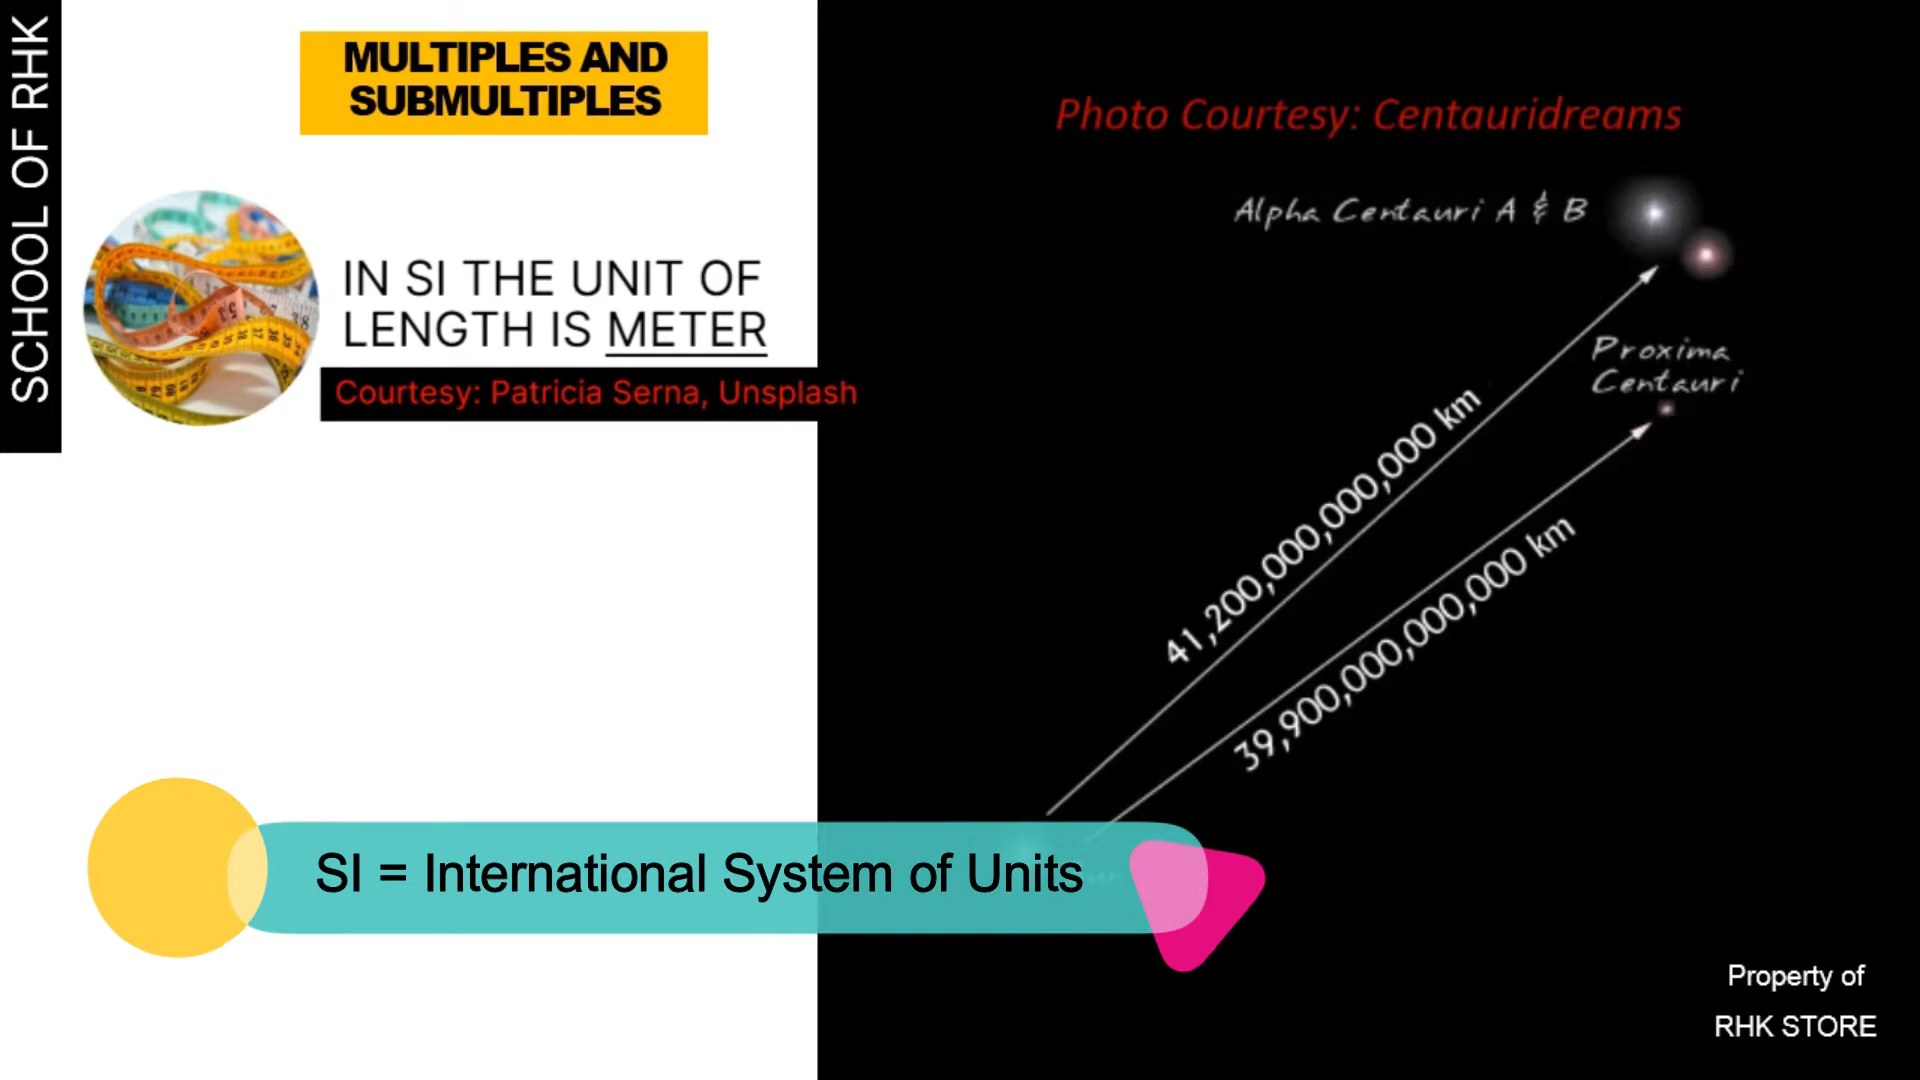 SCHOOL OF RHK
MULTIPLES AND
SUBMULTIPLES
IN SI THE UNIT OF
LENGTH IS METER
Courtesy: Patricia Serna, Unsplash
Photo Courtesy: Centauridreams
Alpha Centauri A & B
Proxima
Centauri
41,200,000,000,000 km
39,900,000,000,000 km
SI = International System of Units
Property of
RHK STORE